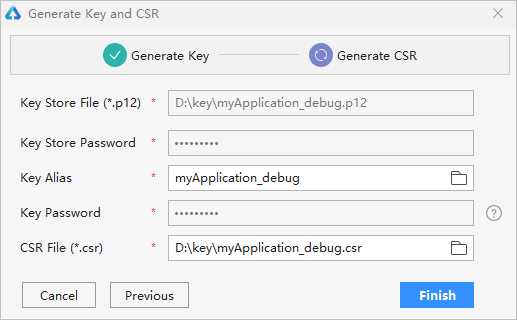 Generate Key and CSR
Generate Key Generate CSR
Key Store File (*.p12) * D:\key\myApplication_debug.p12
Key Store Password * •••••••••
Key Alias * myApplication_debug
Key Password * ••••••••• ?
CSR File (*.csr) * D:\key\myApplication_debug.csr
Cancel Previous Finish